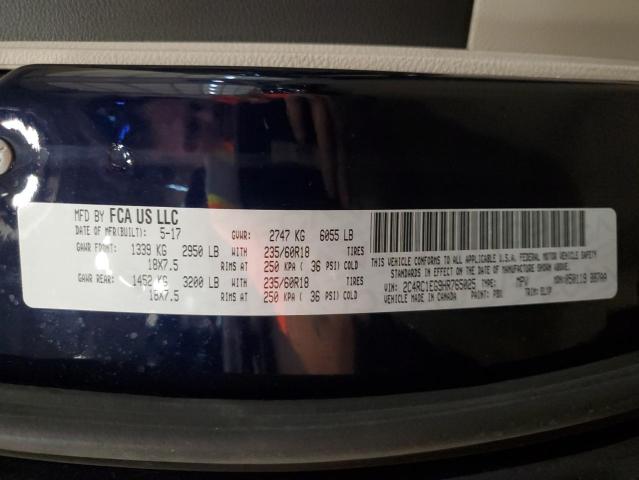 MFD BY FCA US LLC
DATE OF MFR(BUILT): 5-17 GVWR: 2747 KG 6055 LB
GAWR FRONT: 1339 KG 2950 LB WITH 235/60R18 TIRES
18X7.5 RIMS AT 250 KPA ( 36 PSI) COLD
GAWR REAR: 1452 KG 3200 LB WITH 235/60R18 TIRES
18X7.5 RIMS AT 250 KPA ( 36 PSI) COLD
THIS VEHICLE CONFORMS TO ALL APPLICABLE U.S.A. FEDERAL MOTOR VEHICLE SAFETY
STANDARDS IN EFFECT ON THE DATE OF MANUFACTURE SHOWN ABOVE.
VIN: 2C4RC1EG9HR765025 TYPE: MPV MDH: 050119 387OA
VEHICLE MADE IN CANADA PAINT: PBX TRIM: